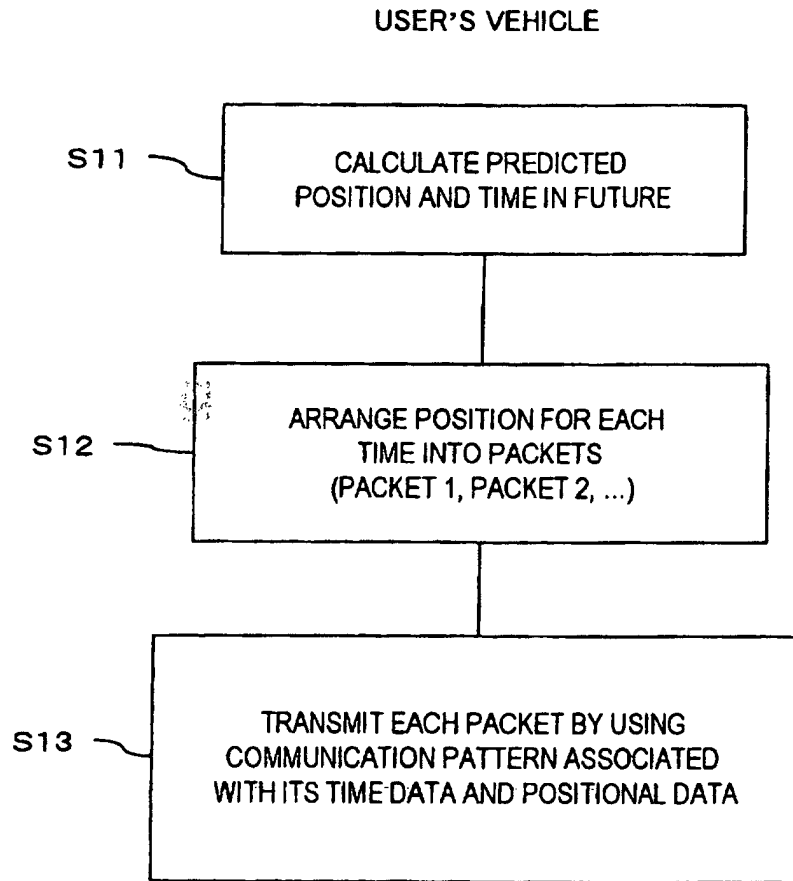 USER'S VEHICLE
S11
CALCULATE PREDICTED
POSITION AND TIME IN FUTURE
S12
ARRANGE POSITION FOR EACH
TIME INTO PACKETS
(PACKET 1, PACKET 2, ...)
S13
TRANSMIT EACH PACKET BY USING
COMMUNICATION PATTERN ASSOCIATED
WITH ITS TIME DATA AND POSITIONAL DATA